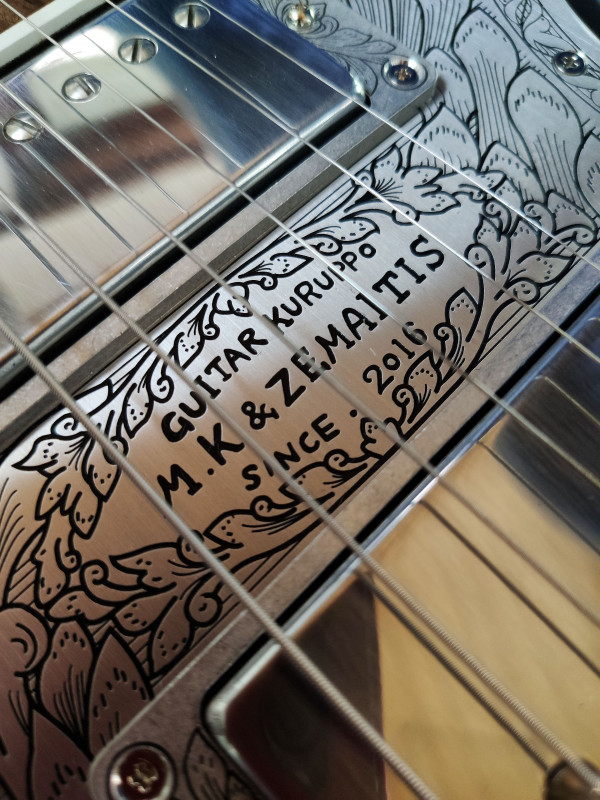 GUITAR KURUPPO
M.K & ZEMAITIS
SINCE · 2016